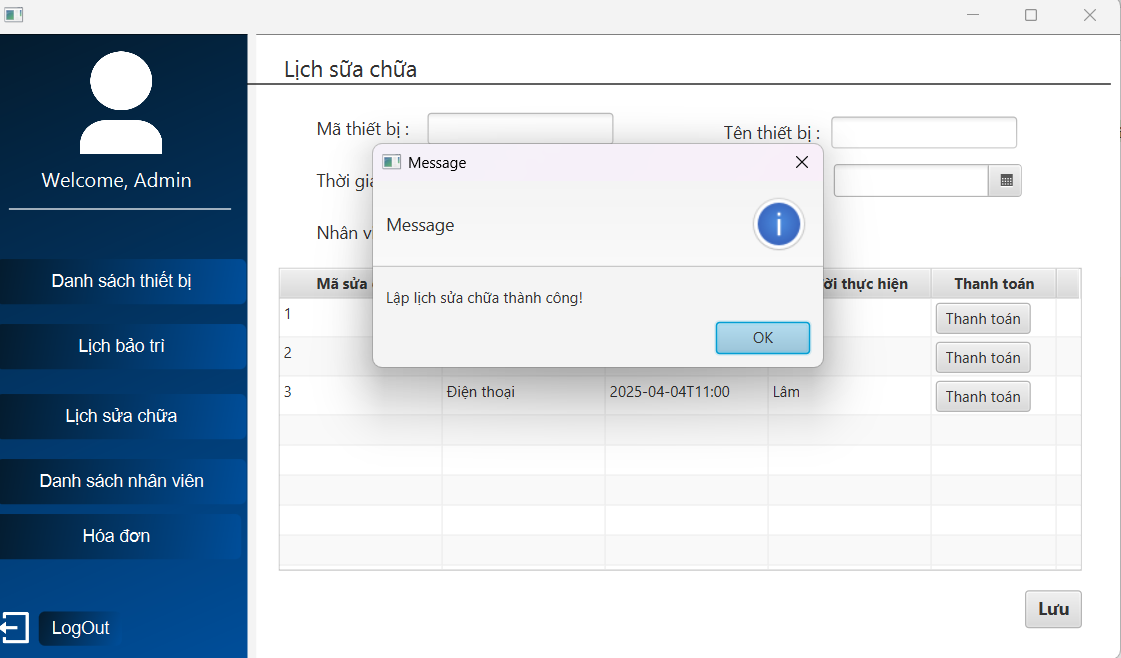 Lịch sữa chữa
Welcome, Admin
Mã thiết bị :
Tên thiết bị :
Thời
Nhân
Message
Message
Lập lịch sửa chữa thành công!
OK
Mã sửa
thực hiện
Thanh toán
1
Thanh toán
2
Thanh toán
3
Điện thoại
2025-04-04T11:00
Lâm
Thanh toán
Danh sách thiết bị
Lịch bảo trì
Lịch sửa chữa
Danh sách nhân viên
Hóa đơn
LogOut
Lưu